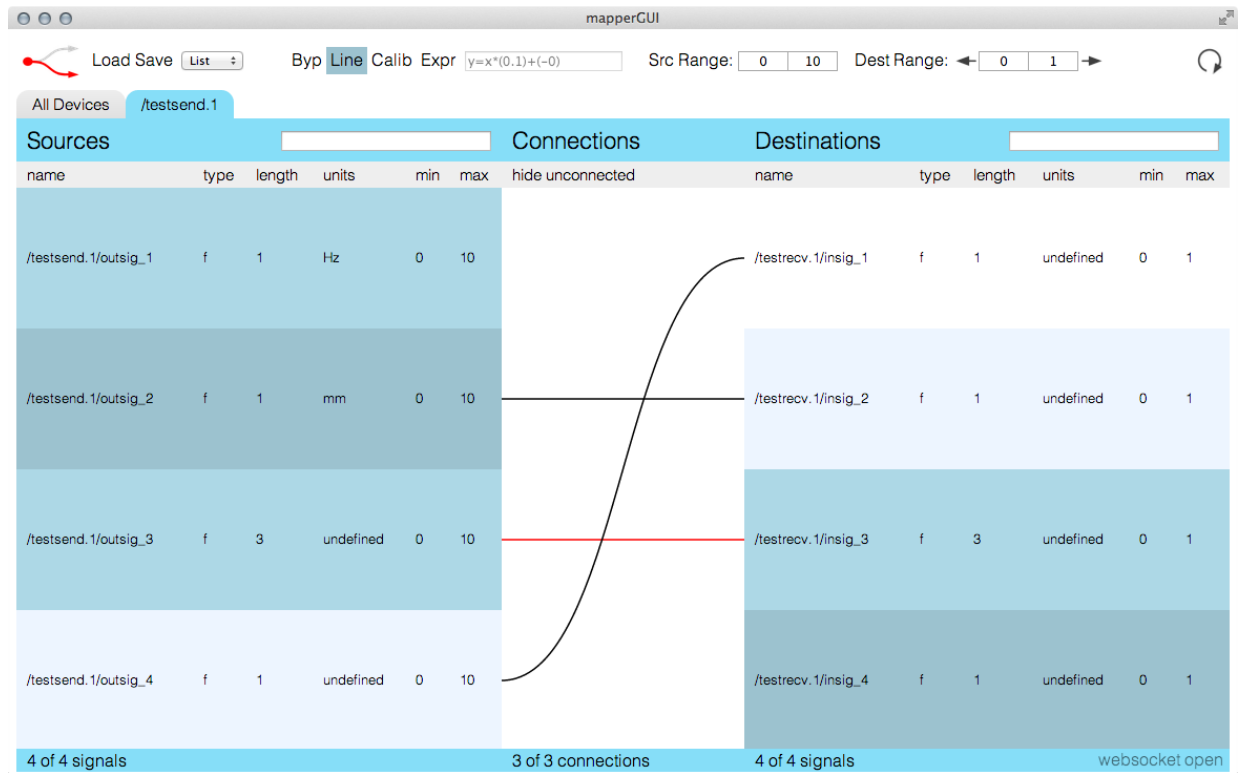 mapperGUI
Load Save List Byp Line Calib Expr y=x*(0.1)+(-0) Src Range: 0 10 Dest Range: 0 1
All Devices /testsend.1
Sources Connections Destinations
name type length units min max hide unconnected name type length units min max
/testsend.1/outsig_1 f 1 Hz 0 10 /testrecv.1/insig_1 f 1 undefined 0 1
/testsend.1/outsig_2 f 1 mm 0 10 /testrecv.1/insig_2 f 1 undefined 0 1
/testsend.1/outsig_3 f 3 undefined 0 10 /testrecv.1/insig_3 f 3 undefined 0 1
/testsend.1/outsig_4 f 1 undefined 0 10 /testrecv.1/insig_4 f 1 undefined 0 1
4 of 4 signals 3 of 3 connections 4 of 4 signals websocket open